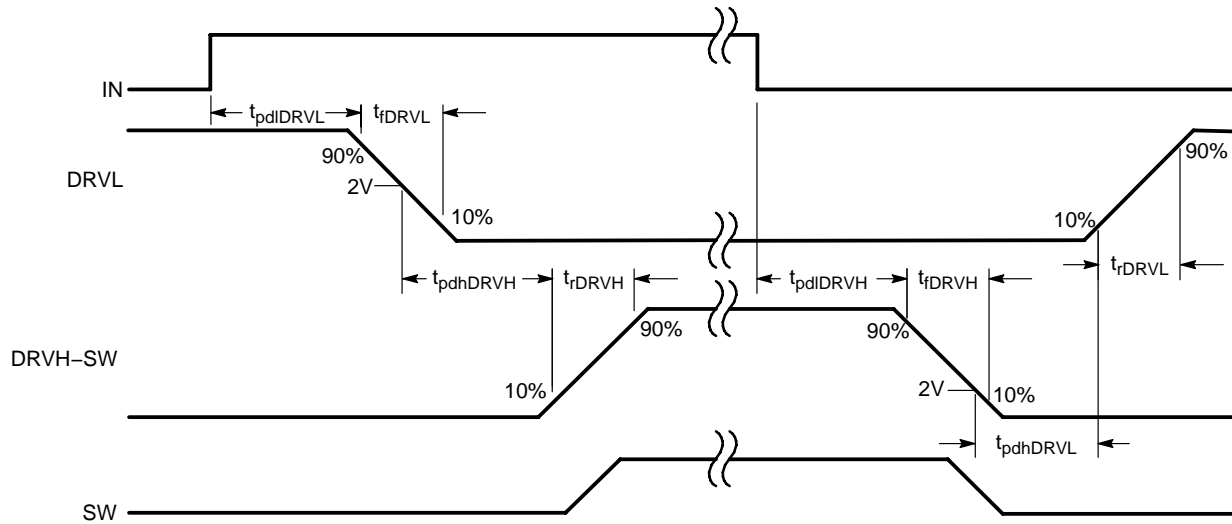 IN
tpdlDRVL
tfDRVL
90%
90%
DRVL
2V
10%
10%
tpdhDRVH
trDRVH
tpdlDRVH
tfDRVH
trDRVL
90%
90%
DRVH–SW
10%
2V
10%
tpdhDRVL
SW